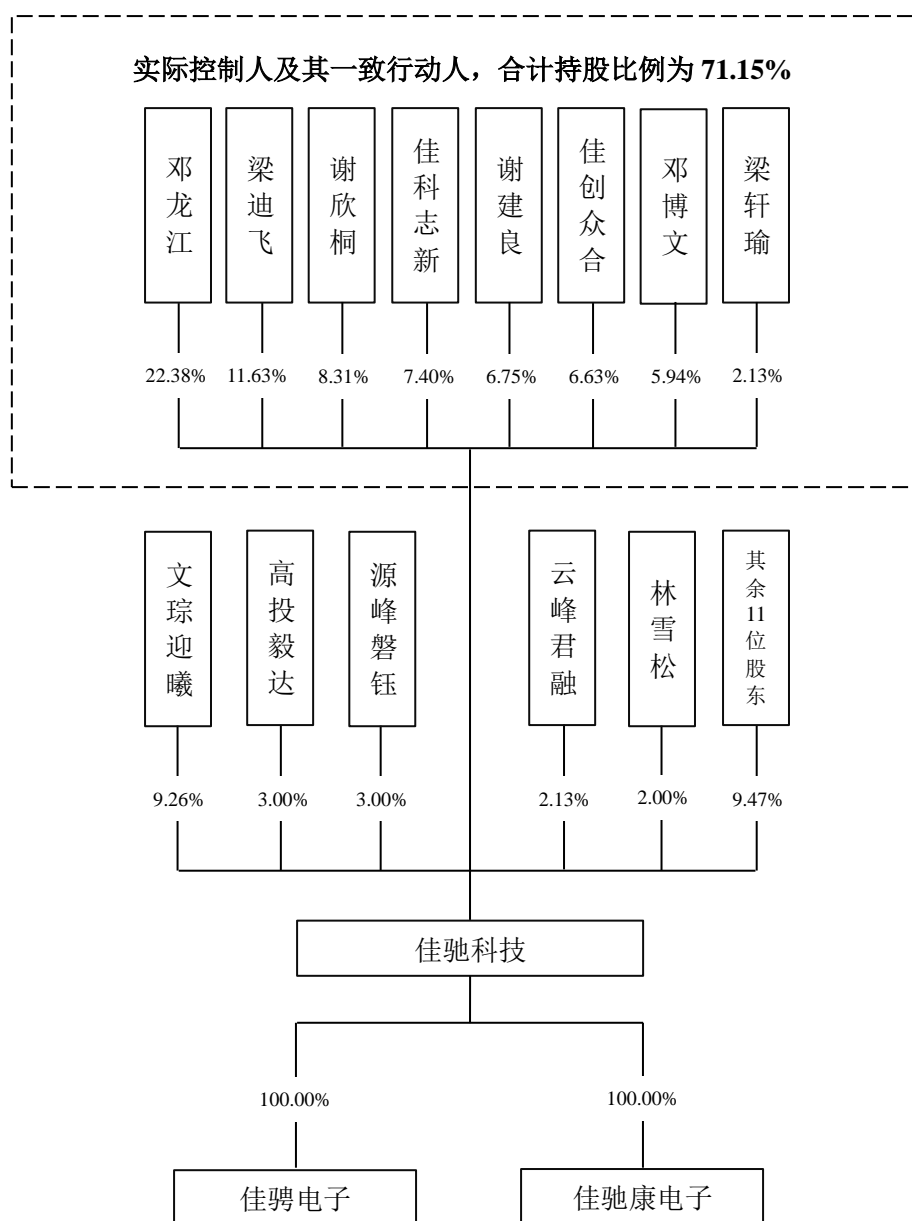 实际控制人及其一致行动人，合计持股比例为 71.15%
邓龙江
梁迪飞
谢欣桐
佳科志新
谢建良
佳创众合
邓博文
梁轩瑜
22.38%
11.63%
8.31%
7.40%
6.75%
6.63%
5.94%
2.13%
文琮迎曦
高投毅达
源峰磐钰
云峰君融
林雪松
其余11位股东
9.26%
3.00%
3.00%
2.13%
2.00%
9.47%
佳驰科技
100.00%
100.00%
佳骋电子
佳驰康电子